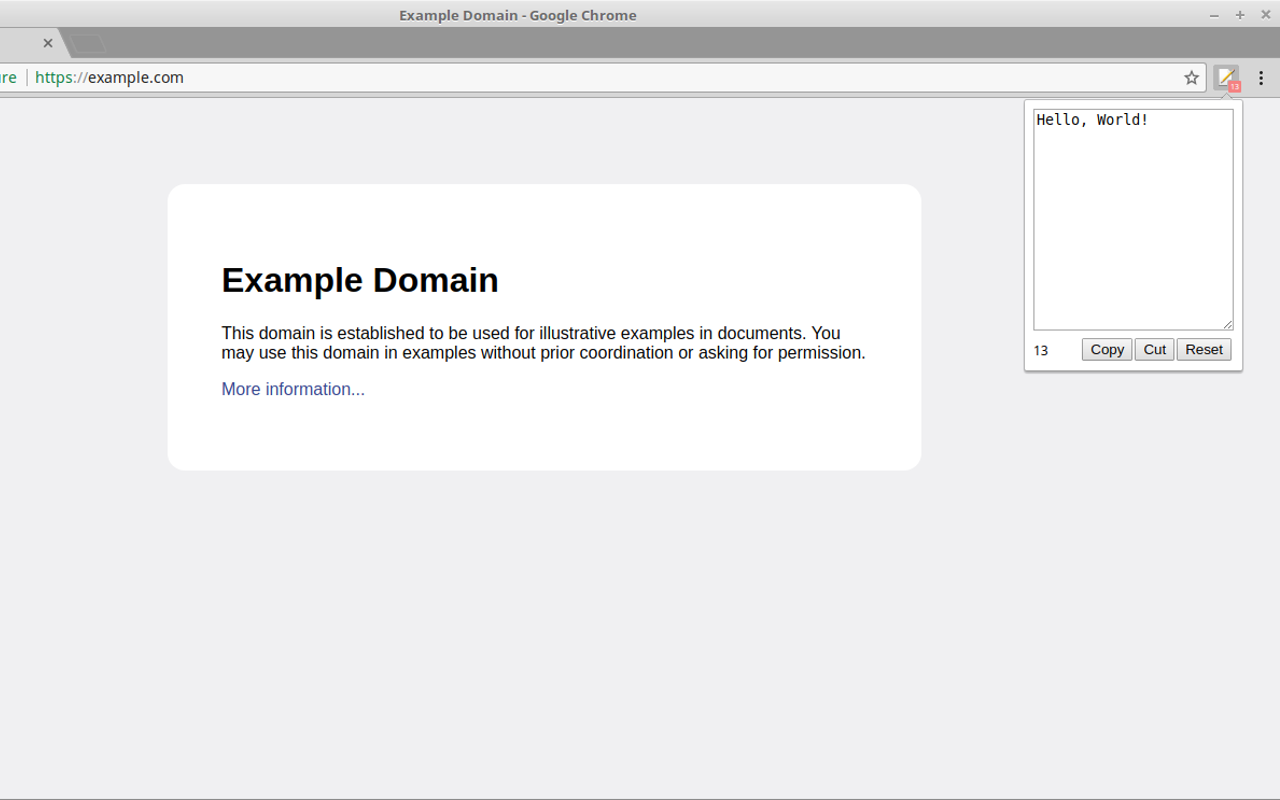 Example Domain - Google Chrome
https://example.com
13
Hello, World!
13 Copy Cut Reset
Example Domain
This domain is established to be used for illustrative examples in documents. You
may use this domain in examples without prior coordination or asking for permission.
More information...